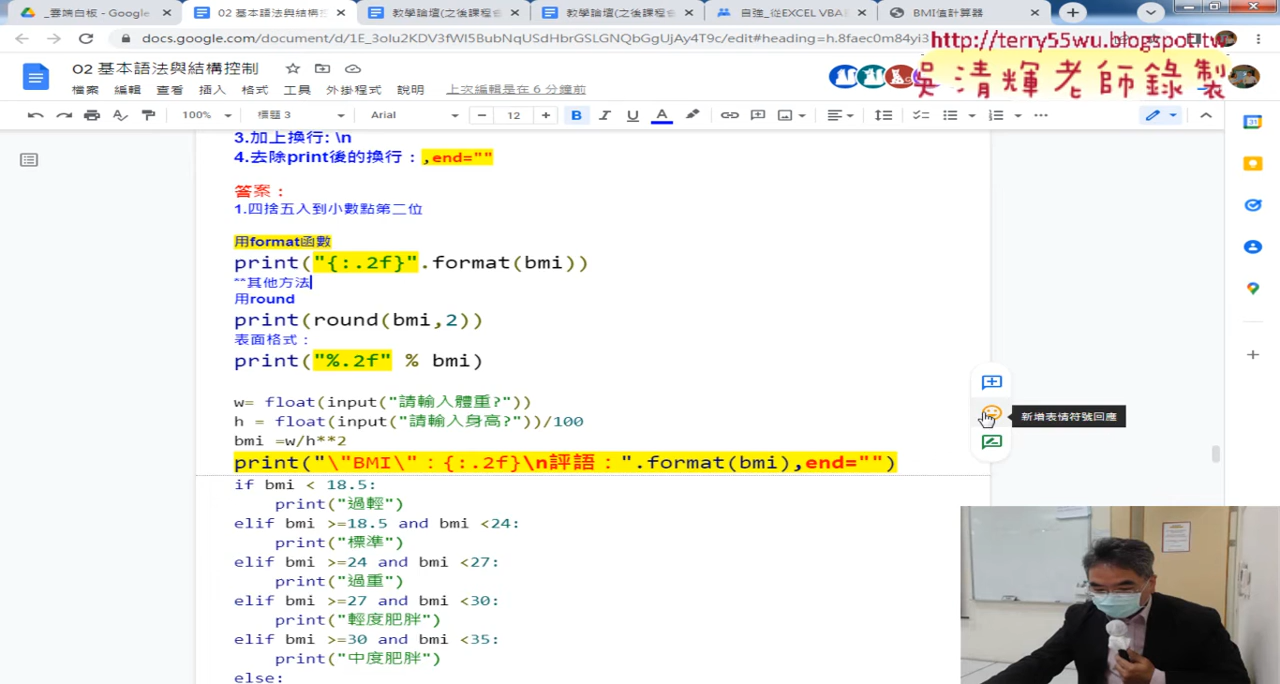 _雲端白板 - Google
02 基本語法與結構控
教學論壇(之後課程會
教學論壇(之後課程會
自強_從EXCEL VBA
BMI值計算器
docs.google.com/document/d/1E_3olu2KDV3fWI5BubNqUSdHbrGSLGNQbGgUjAy4T9c/edit#heading=h.8faec0m84yi3
http://terry55wu.blogspot.tw
吳清輝老師錄製
02 基本語法與結構控制
檔案 編輯 查看 插入 格式 工具 外掛程式 說明 上次編輯是在 6 分鐘前
100% 標題 3 Arial 12 B I U A
3.加上換行: \n
4.去除print後的換行：,end=""
答案：
1.四捨五入到小數點第二位
用format函數
print("{:.2f}".format(bmi))
^^其他方法
用round
print(round(bmi,2))
表面格式：
print("%.2f" % bmi)
w= float(input("請輸入體重?"))
h = float(input("請輸入身高?"))/100
bmi =w/h**2
print("\"BMI\"：{:.2f}\n評語：".format(bmi),end="")
if bmi < 18.5:
print("過輕")
elif bmi >=18.5 and bmi <24:
print("標準")
elif bmi >=24 and bmi <27:
print("過重")
elif bmi >=27 and bmi <30:
print("輕度肥胖")
elif bmi >=30 and bmi <35:
print("中度肥胖")
else:
新增表情符號回應
31